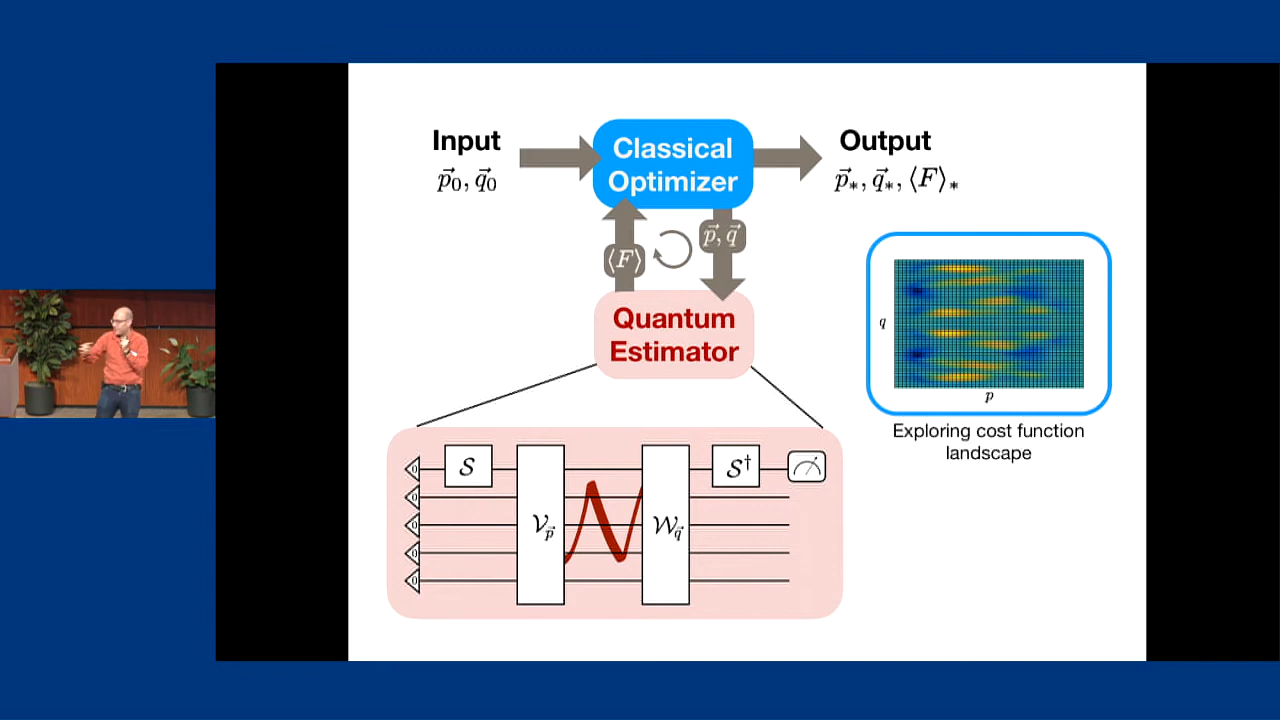 Input
p⃗₀, q⃗₀
Classical
Optimizer
Output
p⃗*, q⃗*, ⟨F⟩*
⟨F⟩
p⃗, q⃗
Quantum
Estimator
q
p
Exploring cost function
landscape
0
0
0
0
0
S
𝒱p⃗
N
𝒲q⃗
S†